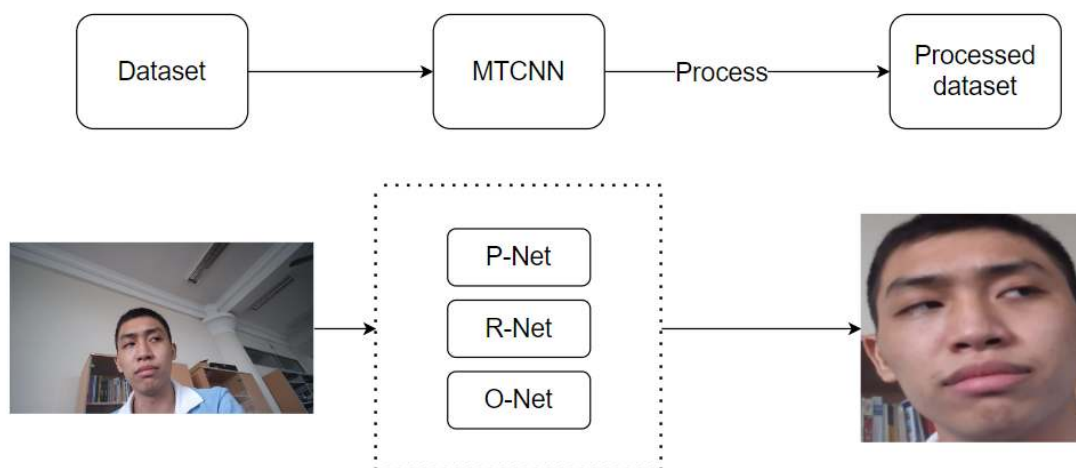 Dataset
MTCNN
Process
Processed
dataset
P-Net
R-Net
O-Net